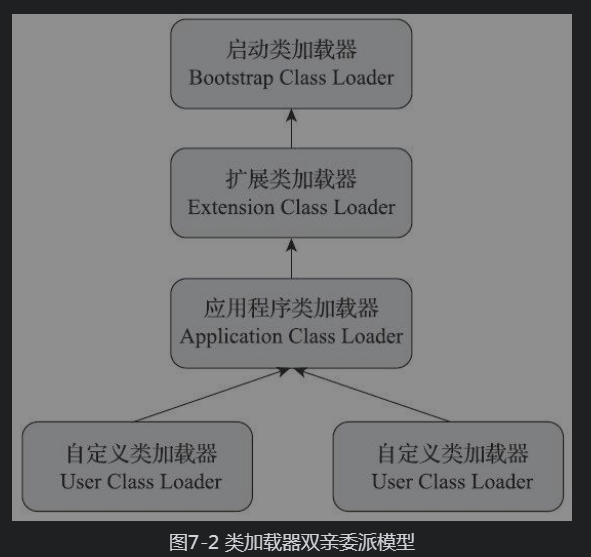 启动类加载器
Bootstrap Class Loader
扩展类加载器
Extension Class Loader
应用程序类加载器
Application Class Loader
自定义类加载器
User Class Loader
自定义类加载器
User Class Loader
图7-2 类加载器双亲委派模型